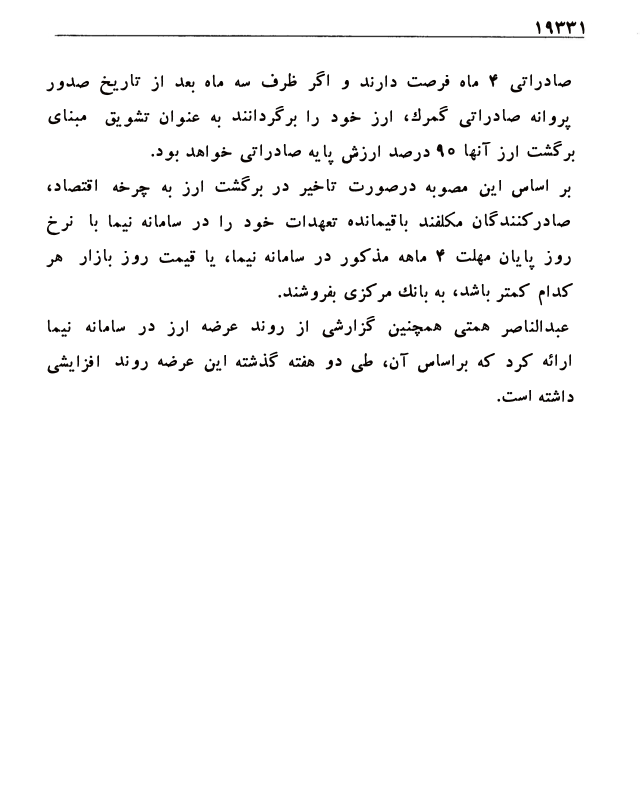 ۱۹۳۳۱
صادراتی ۴ ماه فرصت دارند و اگر ظرف سه ماه بعد از تاریخ صدور
پروانه صادراتی گمرك، ارز خود را برگردانند به عنوان تشویق مبنای
برگشت ارز آنها ۹۰ درصد ارزش پایه صادراتی خواهد بود.
بر اساس این مصوبه درصورت تاخیر در برگشت ارز به چرخه اقتصاد،
صادرکنندگان مکلفند باقیمانده تعهدات خود را در سامانه نیما با نرخ
روز پایان مهلت ۴ ماهه مذکور در سامانه نیما، یا قیمت روز بازار هر
کدام کمتر باشد، به بانك مرکزی بفروشند.
عبدالناصر همتی همچنین گزارشی از روند عرضه ارز در سامانه نیما
ارائه کرد که براساس آن، طی دو هفته گذشته این عرضه روند افزایشی
داشته است.